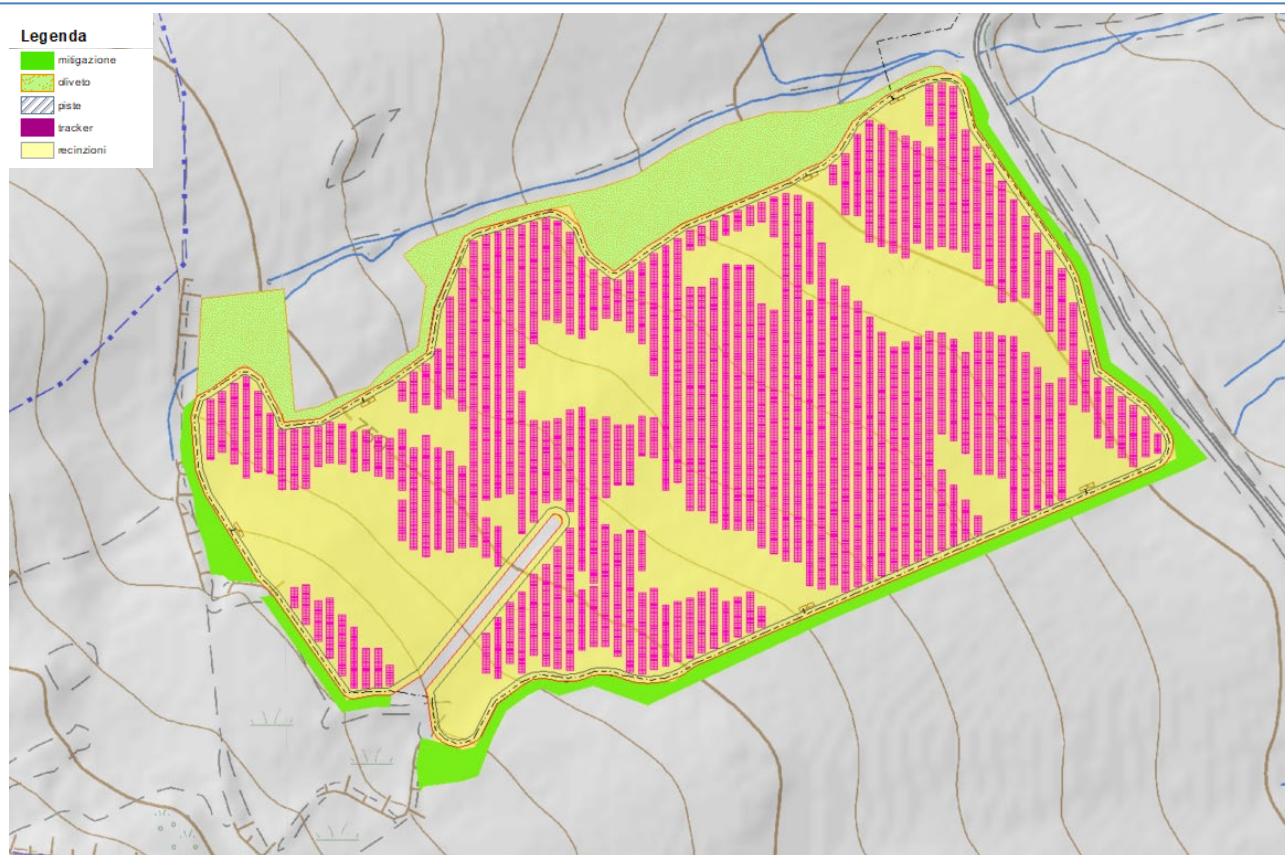 Legenda
mitigazione
oliveto
piste
tracker
recinzioni